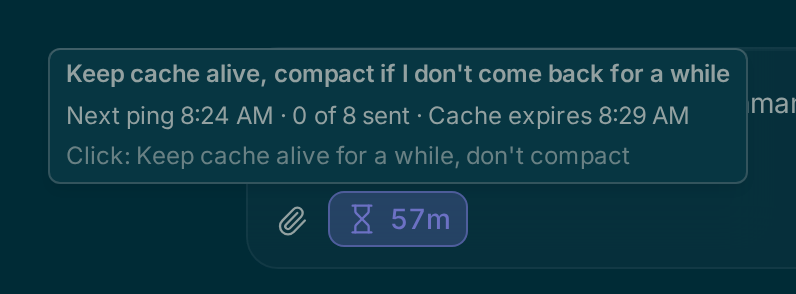 Keep cache alive, compact if I don't come back for a while
Next ping 8:24 AM · 0 of 8 sent · Cache expires 8:29 AM
Click: Keep cache alive for a while, don't compact
57m